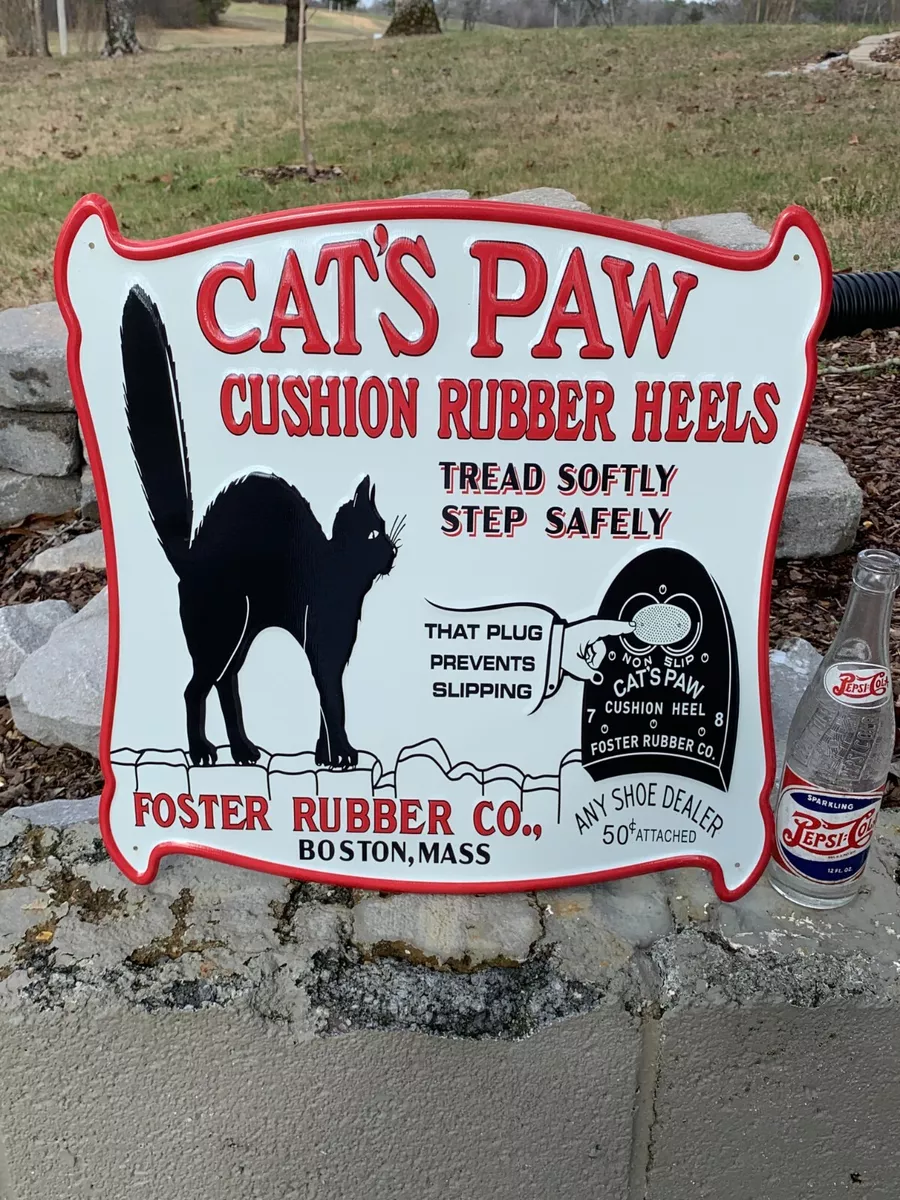 CAT'S PAW
CUSHION RUBBER HEELS
TREAD SOFTLY
STEP SAFELY
THAT PLUG
PREVENTS
SLIPPING
NON SLIP
CAT'S PAW
CUSHION HEEL
7 8
FOSTER RUBBER CO.
ANY SHOE DEALER
50¢ ATTACHED
FOSTER RUBBER CO.,
BOSTON, MASS
PEPSI-COLA
SPARKLING
PEPSI-COLA
12 FL. OZ.